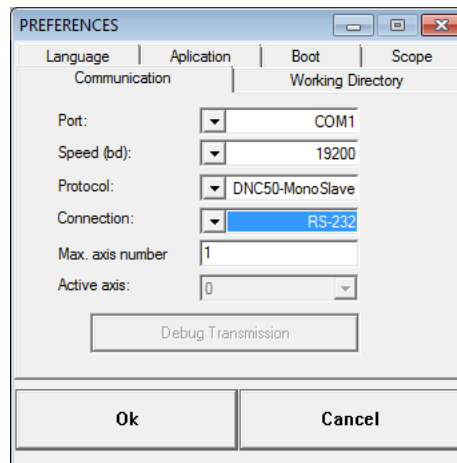 PREFERENCES
Language Aplication Boot Scope
Communication Working Directory
Port: COM1
Speed (bd): 19200
Protocol: DNC50-MonoSlave
Connection: RS-232
Max. axis number 1
Active axis: 0
Debug Transmission
Ok Cancel